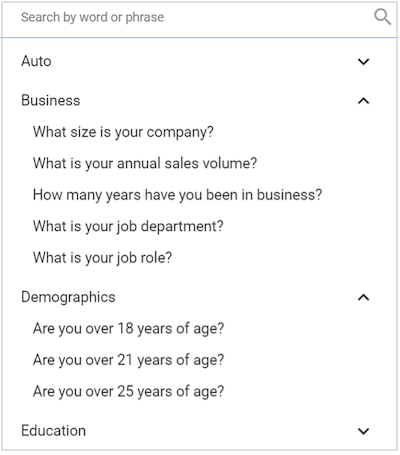 Search by word or phrase
Auto
Business
What size is your company?
What is your annual sales volume?
How many years have you been in business?
What is your job department?
What is your job role?
Demographics
Are you over 18 years of age?
Are you over 21 years of age?
Are you over 25 years of age?
Education